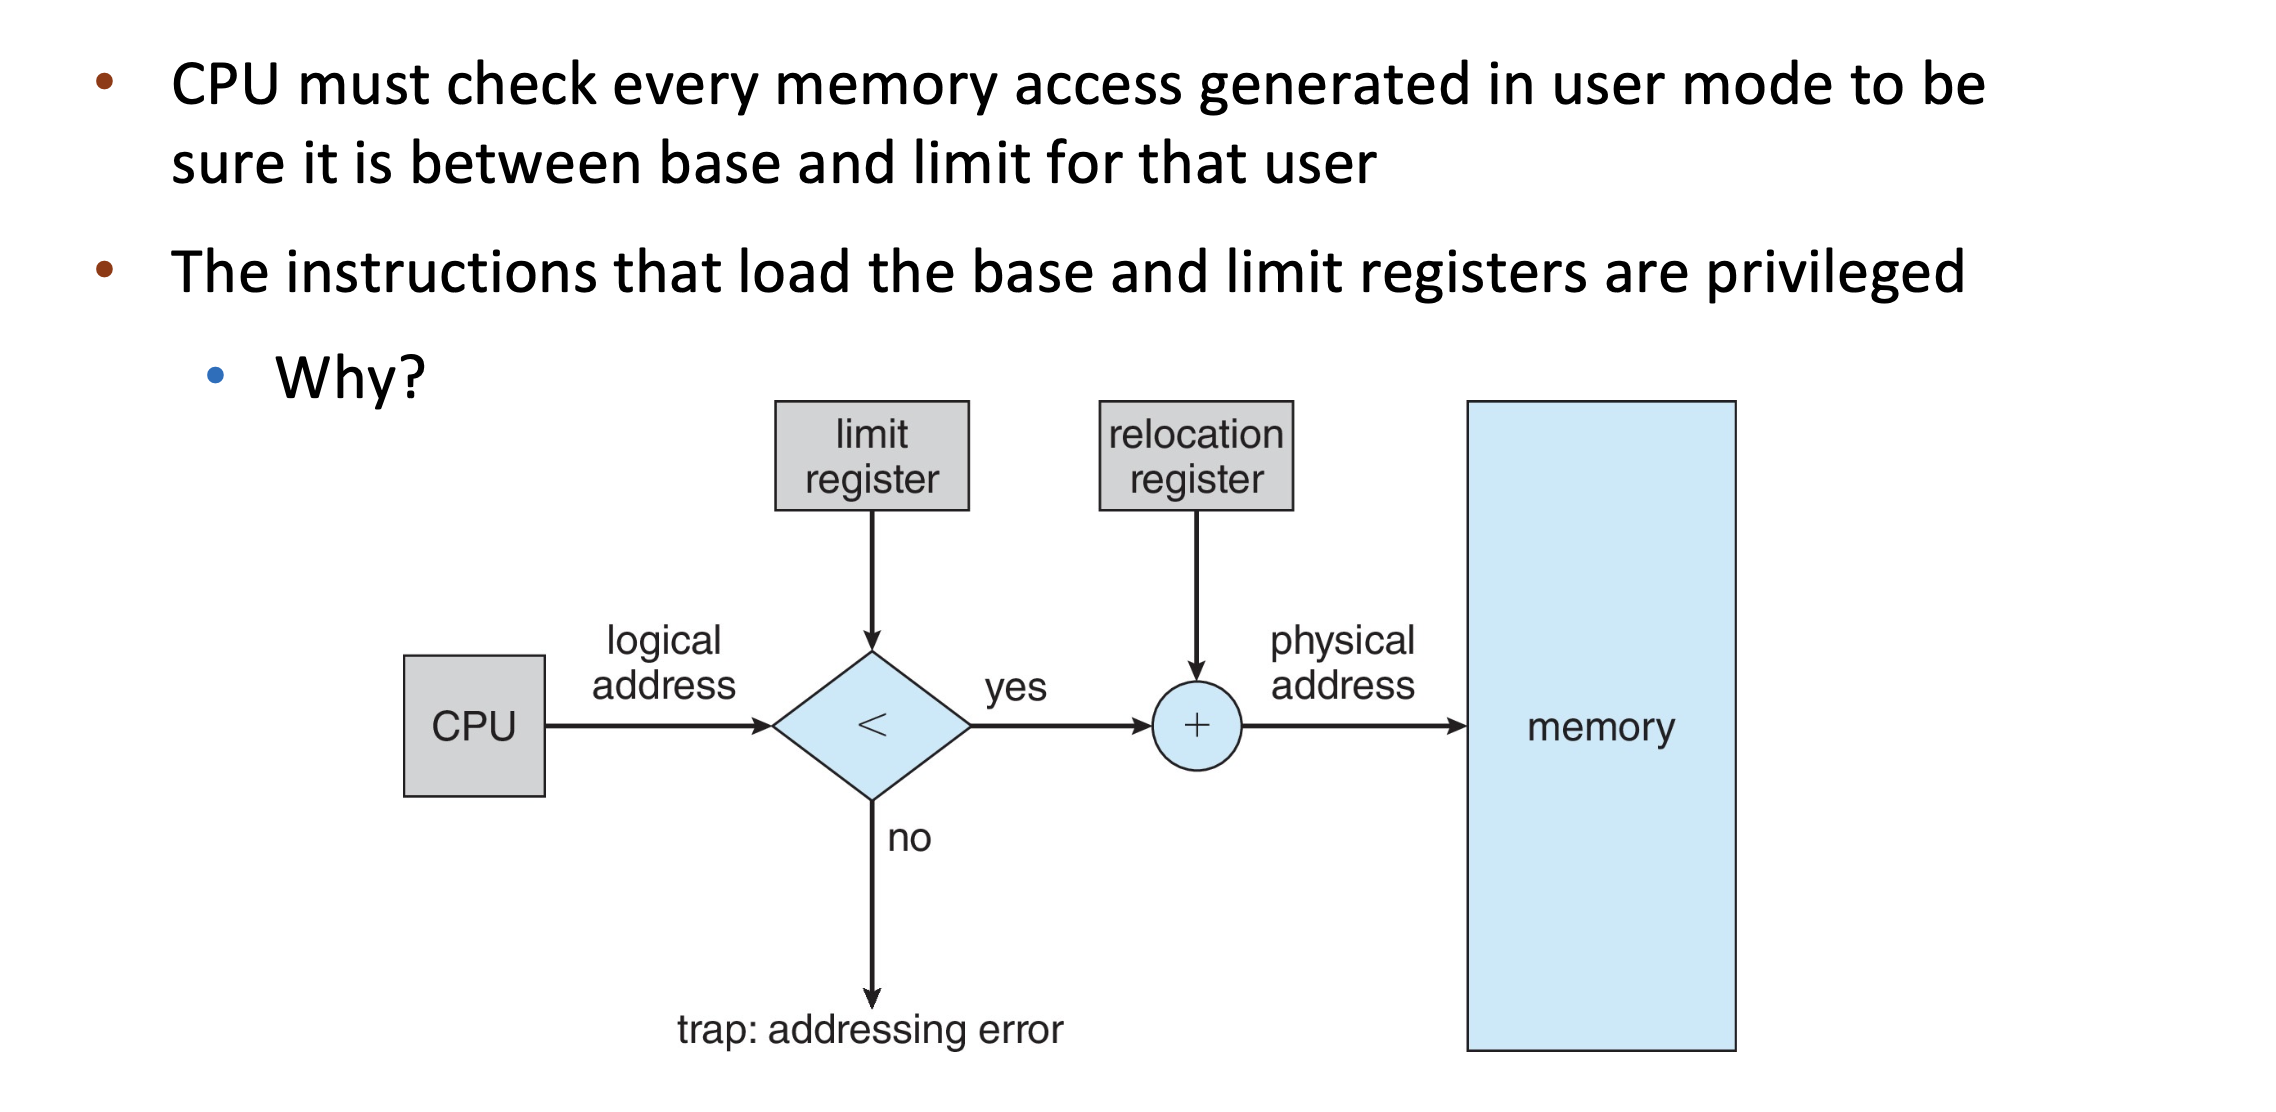 • CPU must check every memory access generated in user mode to be
sure it is between base and limit for that user
• The instructions that load the base and limit registers are privileged
• Why?
limit
register
relocation
register
logical
address
physical
address
yes
CPU
<
+
memory
no
trap: addressing error